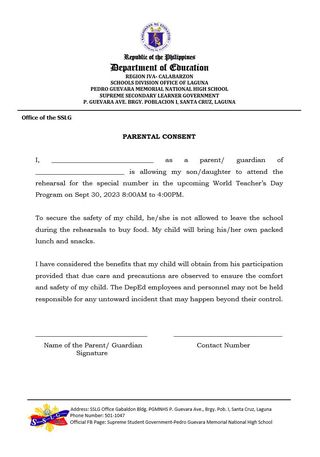 Republic of the Philippines
Department of Education
REGION IVA- CALABARZON
SCHOOLS DIVISION OFFICE OF LAGUNA
PEDRO GUEVARA MEMORIAL NATIONAL HIGH SCHOOL
SUPREME SECONDARY LEARNER GOVERNMENT
P. GUEVARA AVE. BRGY. POBLACION I, SANTA CRUZ, LAGUNA
Office of the SSLG
PARENTAL CONSENT
I, ______________________________ as a parent/ guardian of
__________________________ is allowing my son/daughter to attend the
rehearsal for the special number in the upcoming World Teacher's Day
Program on Sept 30, 2023 8:00AM to 4:00PM.
To secure the safety of my child, he/she is not allowed to leave the school
during the rehearsals to buy food. My child will bring his/her own packed
lunch and snacks.
I have considered the benefits that my child will obtain from his participation
provided that due care and precautions are observed to ensure the comfort
and safety of my child. The DepEd employees and personnel may not be held
responsible for any untoward incident that may happen beyond their control.
Name of the Parent/ Guardian Contact Number
Signature
SSLG
Address: SSLG Office Gabaldon Bldg. PGMNHS P. Guevara Ave., Brgy. Pob. I, Santa Cruz, Laguna
Phone Number: 501-1047
Official FB Page: Supreme Student Government-Pedro Guevara Memorial National High School